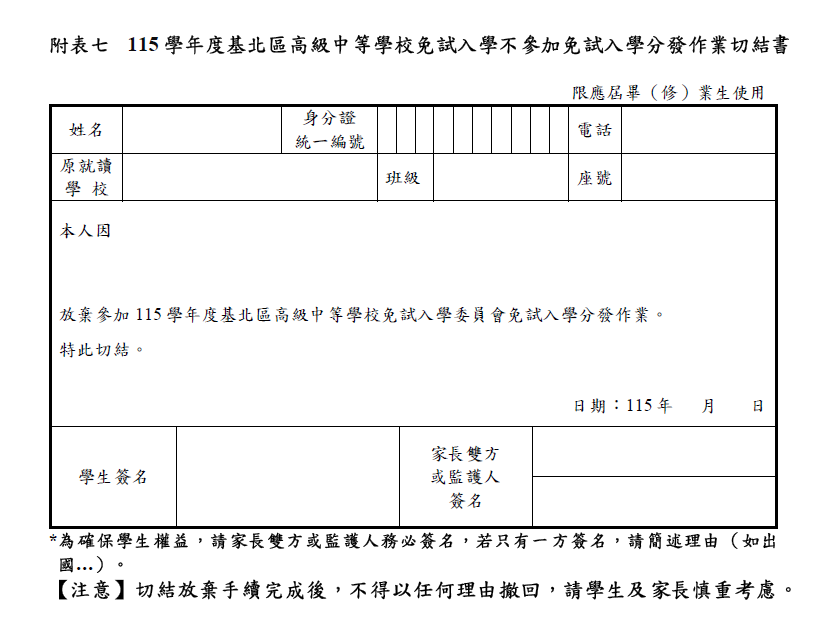 附表七　115 學年度基北區高級中等學校免試入學不參加免試入學分發作業切結書
限應屆畢（修）業生使用
姓名
身分證
統一編號
電話
原就讀
學 校
班級
座號
本人因
放棄參加 115 學年度基北區高級中等學校免試入學委員會免試入學分發作業。
特此切結。
日期：115 年　月　日
學生簽名
家長雙方
或監護人
簽名
*為確保學生權益，請家長雙方或監護人務必簽名，若只有一方簽名，請簡述理由（如出
國…）。
【注意】切結放棄手續完成後，不得以任何理由撤回，請學生及家長慎重考慮。